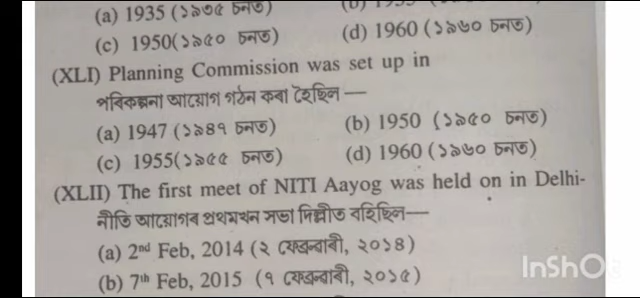 (a) 1935 (১৯৩৫ চনত)
(c) 1950(১৯৫০ চনত) (d) 1960 (১৯৬০ চনত)
(XLI) Planning Commission was set up in
পৰিকল্পনা আয়োগ গঠন কৰা হৈছিল —
(a) 1947 (১৯৪৭ চনত) (b) 1950 (১৯৫০ চনত)
(c) 1955(১৯৫৫ চনত) (d) 1960 (১৯৬০ চনত)
(XLII) The first meet of NITI Aayog was held on in Delhi-
নীতি আয়োগৰ প্ৰথমখন সভা দিল্লীত বহিছিল—
(a) 2nd Feb, 2014 (২ ফেব্ৰুৱাৰী, ২০১৪)
(b) 7th Feb, 2015 (৭ ফেব্ৰুৱাৰী, ২০১৫)
InShO